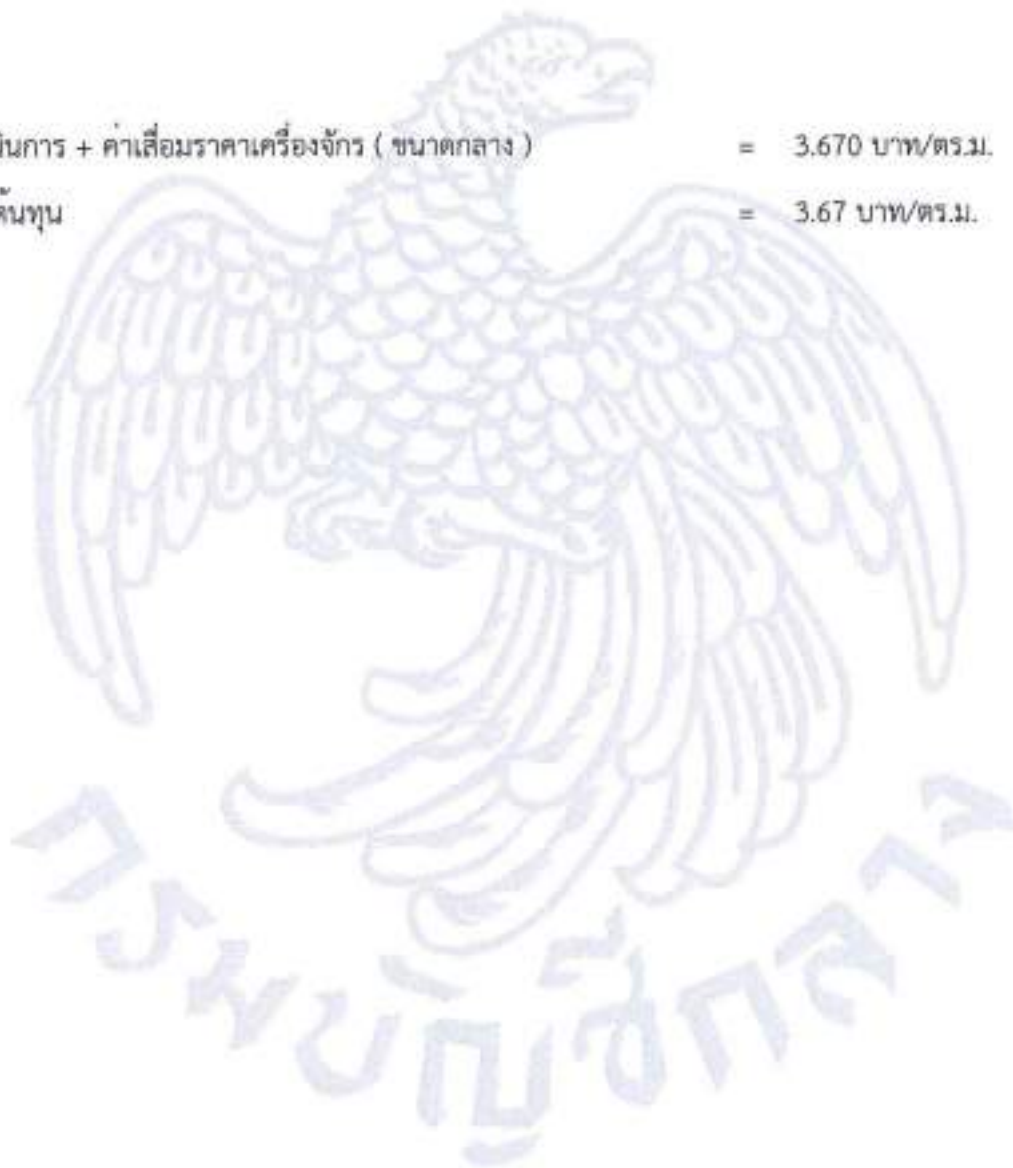 นการ + ค่าเสื่อมราคาเครื่องจักร ( ขนาดกลาง ) = 3.670 บาท/ตร.ม.
ต้นทุน = 3.67 บาท/ตร.ม.
กรมบัญชีกลาง